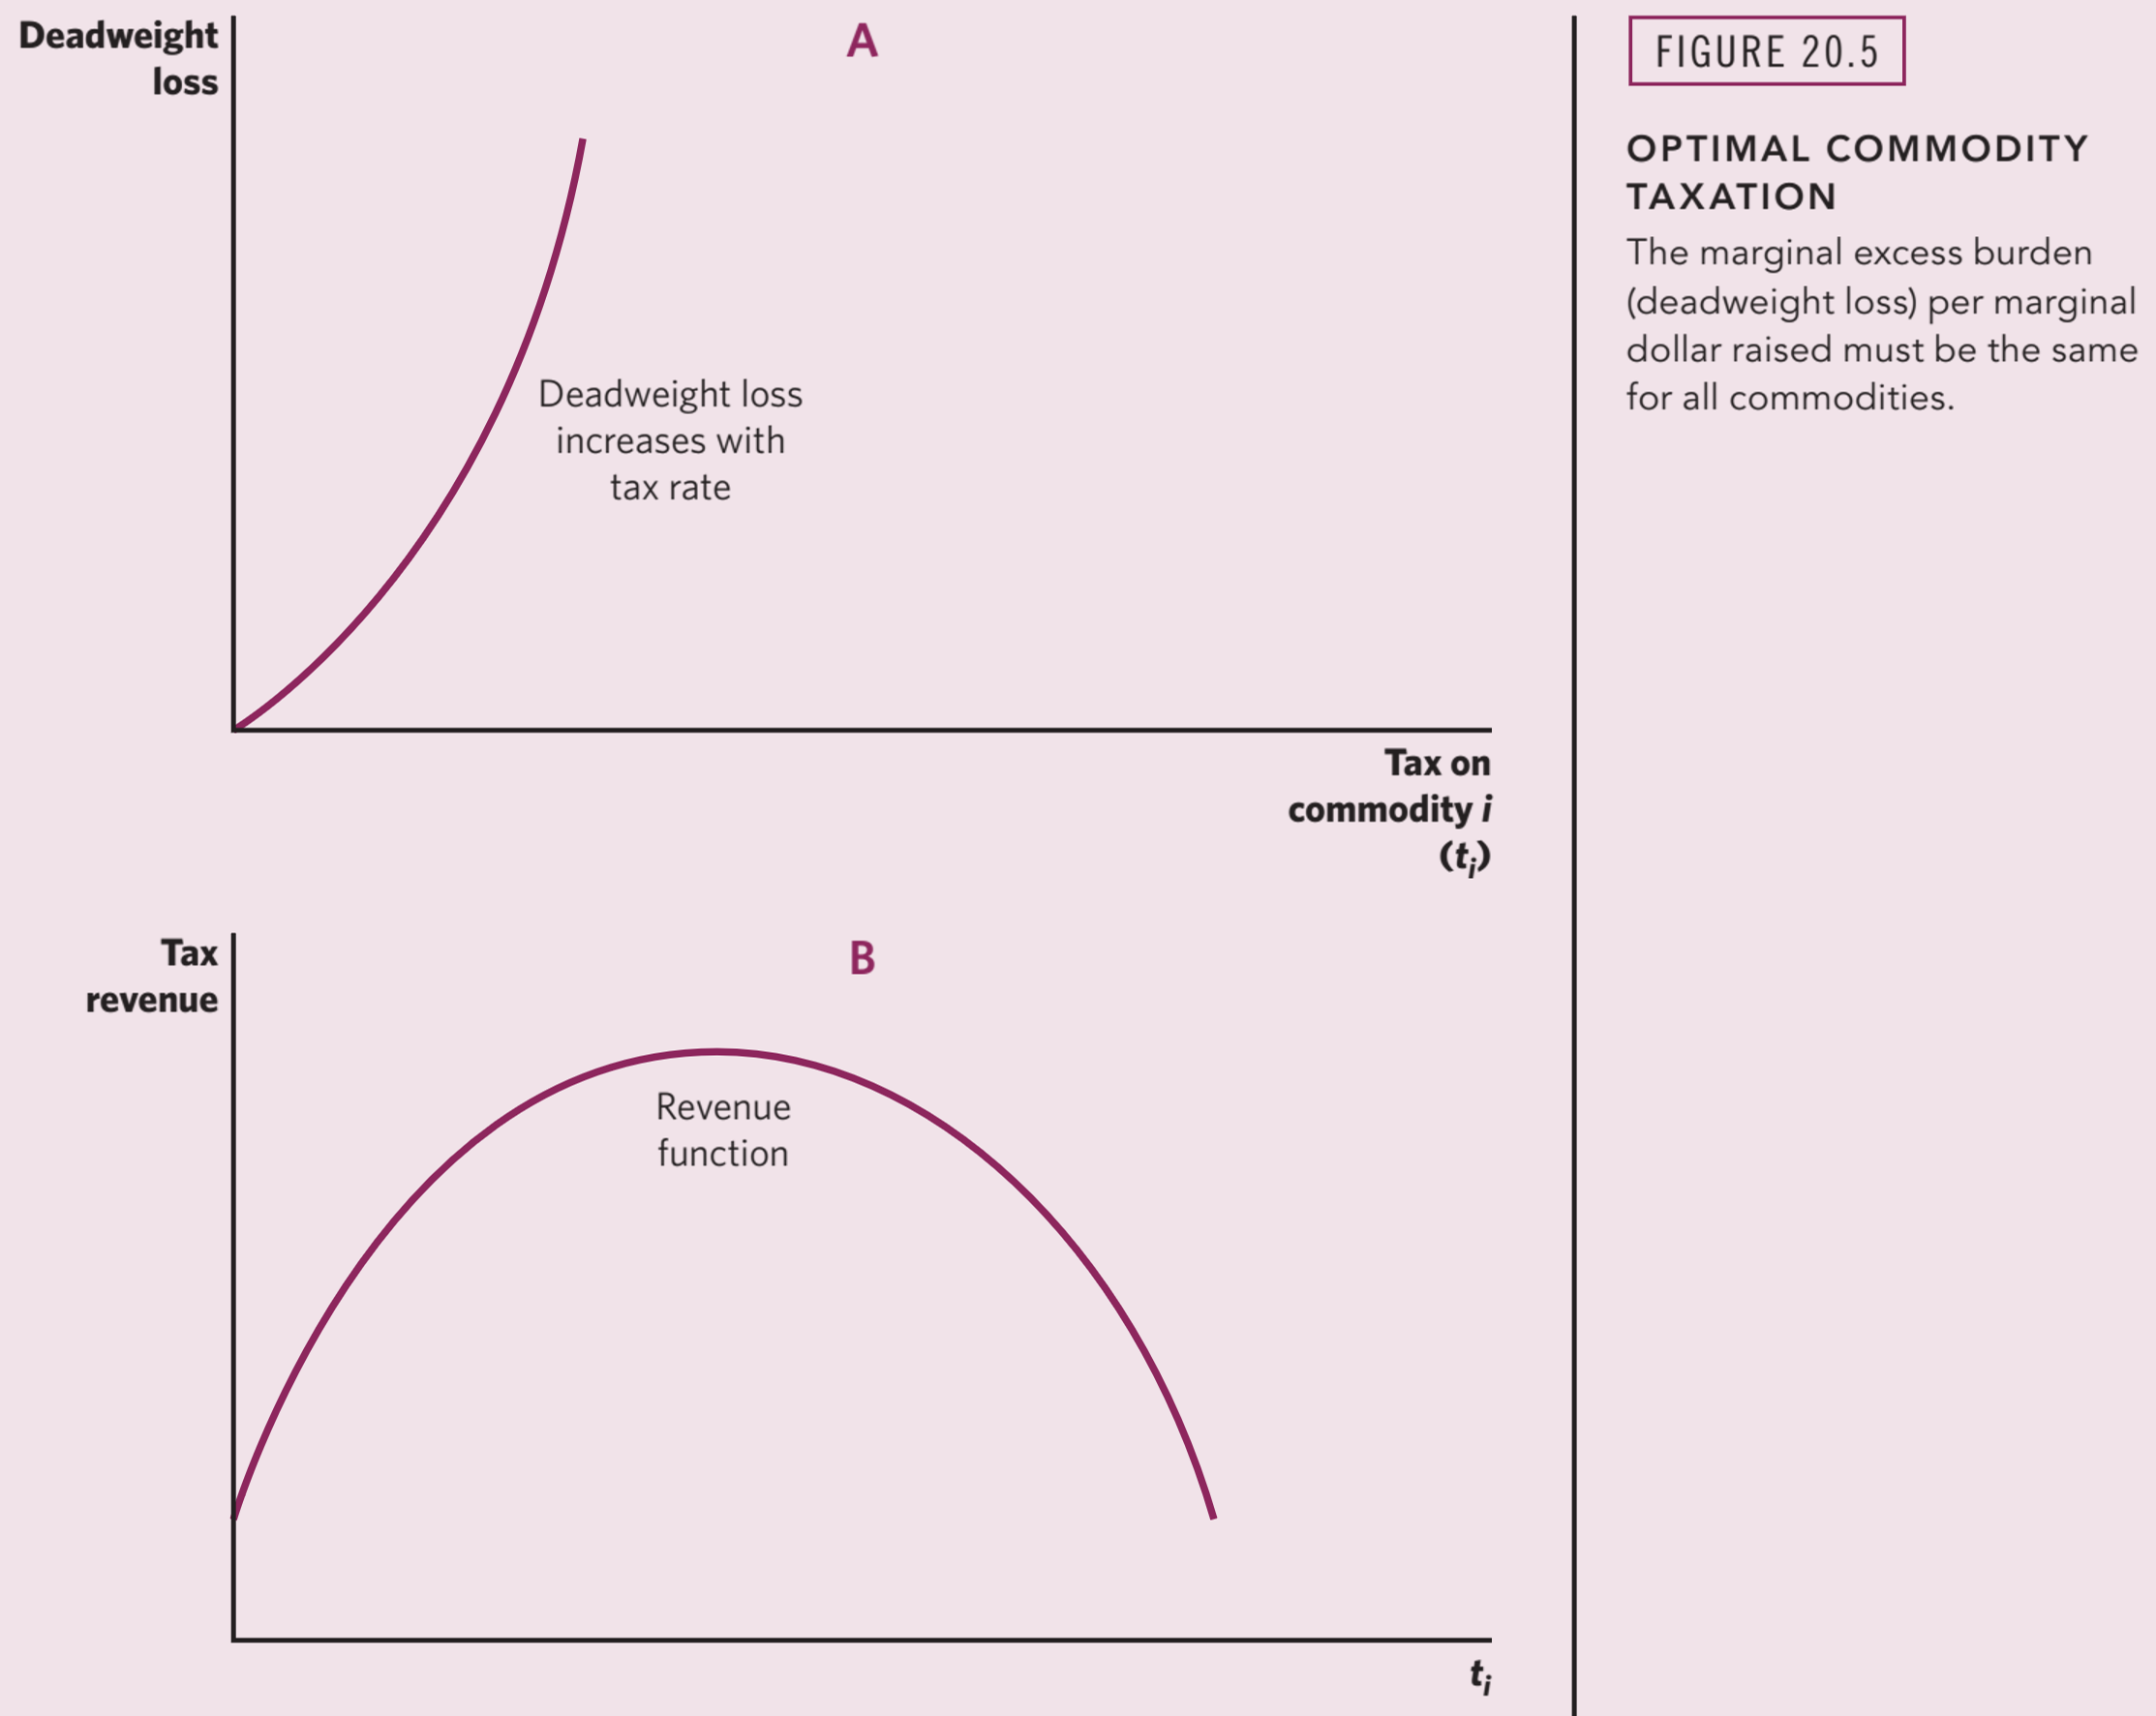 Deadweight
loss
A
Deadweight loss
increases with
tax rate
Tax on
commodity i
(ti)
Tax
revenue
B
Revenue
function
ti
FIGURE 20.5
OPTIMAL COMMODITY
TAXATION
The marginal excess burden
(deadweight loss) per marginal
dollar raised must be the same
for all commodities.